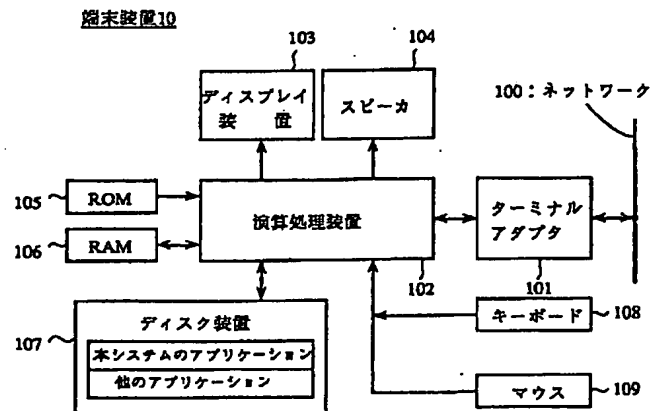 端末装置10
103
104
ディスプレイ
装 置
スピーカ
100:ネットワーク
105
ROM
106
RAM
演算処理装置
102
ターミナル
アダプタ
101
107
ディスク装置
本システムのアプリケーション
他のアプリケーション
キーボード
108
マウス
109